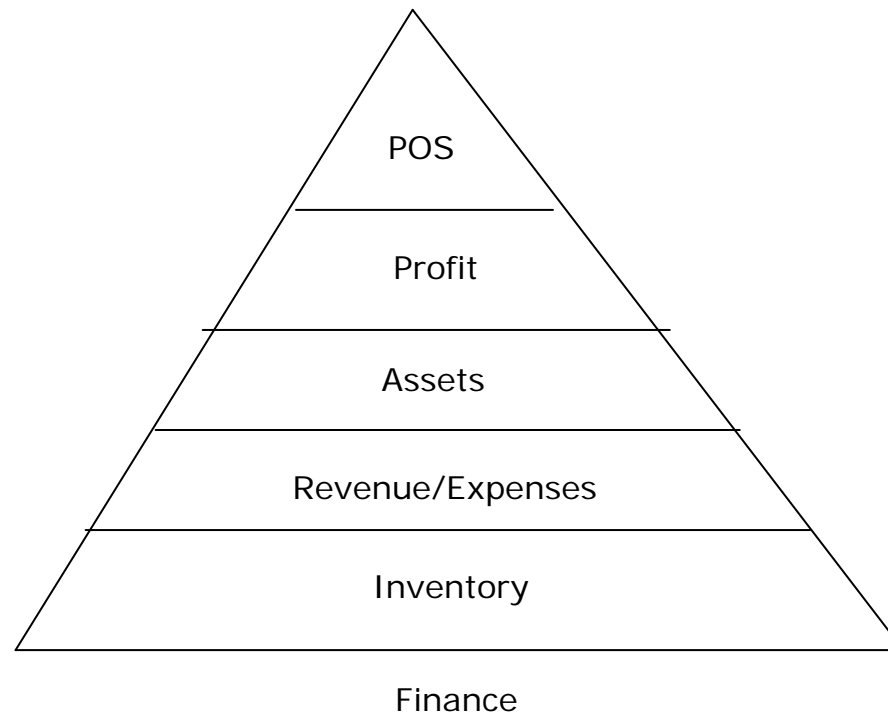 POS
Profit
Assets
Revenue/Expenses
Inventory
Finance